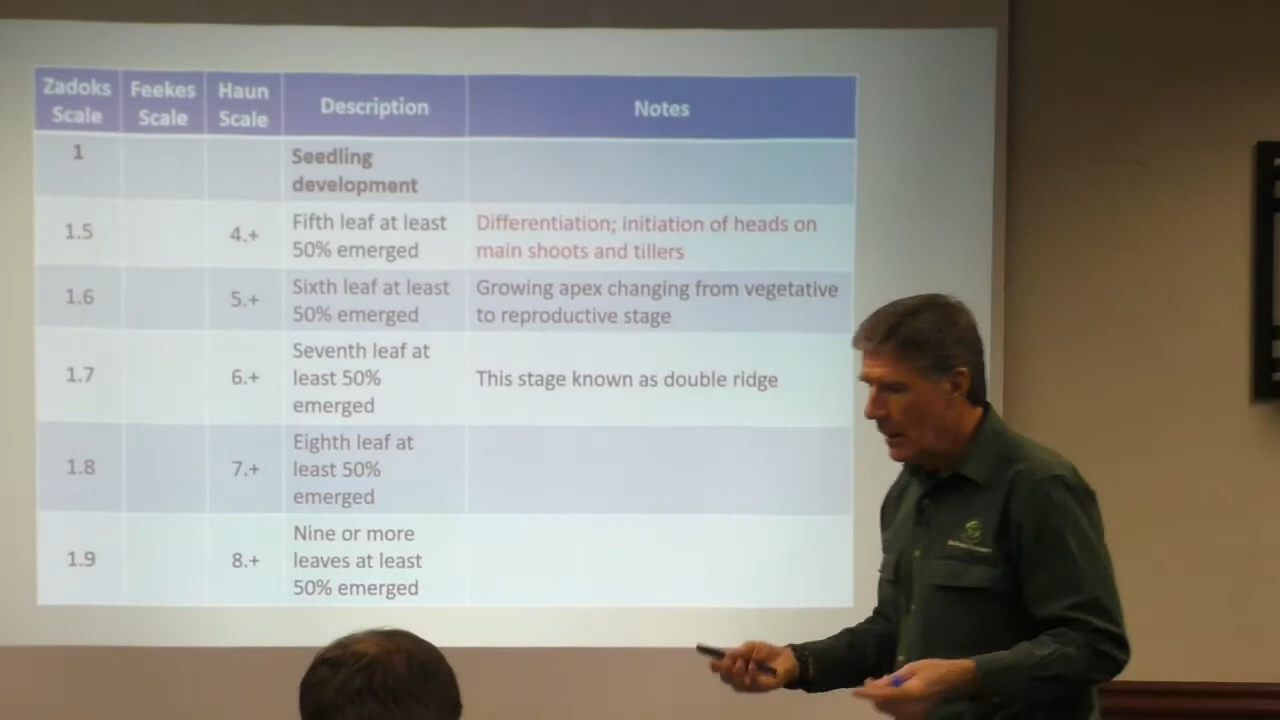 Zadoks Scale Feekes Scale Haun Scale Description Notes
1 Seedling development
1.5 4.+ Fifth leaf at least 50% emerged Differentiation; initiation of heads on main shoots and tillers
1.6 5.+ Sixth leaf at least 50% emerged Growing apex changing from vegetative to reproductive stage
1.7 6.+ Seventh leaf at least 50% emerged This stage known as double ridge
1.8 7.+ Eighth leaf at least 50% emerged
1.9 8.+ Nine or more leaves at least 50% emerged